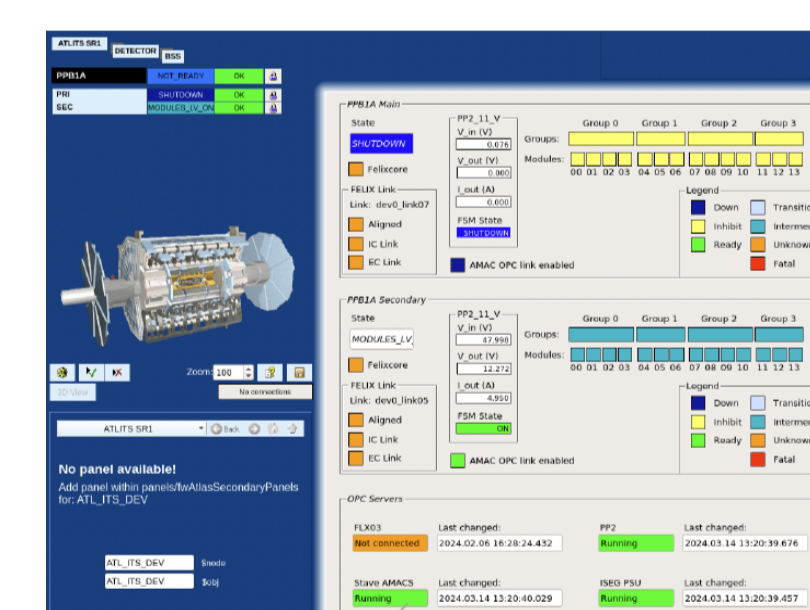 ATLITS SR1
DETECTOR
BSS
PPB1A NOT_READY OK
PRI SHUTDOWN OK
SEC MODULES_LV_ON OK
Zoom: 100
3D View
No connections
ATLITS SR1 Back
No panel available!
Add panel within panels/fwAtlasSecondaryPanels
for: ATL_ITS_DEV
ATL_ITS_DEV $node
ATL_ITS_DEV $obj
PPB1A Main
State
SHUTDOWN
Felixcore
FELIX Link
Link: dev0_link07
Aligned
IC Link
EC Link
PP2_11_V
V_in (V)
0.076
V_out (V)
0.000
I_out (A)
0.000
FSM State
SHUTDOWN
AMAC OPC link enabled
Group 0 Group 1 Group 2 Group 3
Groups:
Modules:
00 01 02 03 04 05 06 07 08 09 10 11 12 13
Legend
Down Transitic
Inhibit Intermed
Ready Unknow
Fatal
PPB1A Secondary
State
MODULES_LV
Felixcore
FELIX Link
Link: dev0_link05
Aligned
IC Link
EC Link
PP2_11_V
V_in (V)
47.998
V_out (V)
12.272
I_out (A)
4.950
FSM State
ON
AMAC OPC link enabled
Group 0 Group 1 Group 2 Group 3
Groups:
Modules:
00 01 02 03 04 05 06 07 08 09 10 11 12 13
Legend
Down Transitic
Inhibit Intermed
Ready Unknow
Fatal
OPC Servers
FLX03 Last changed: PP2 Last changed:
Not connected 2024.02.06 16:28:24.432 Running 2024.03.14 13:20:39.676
Stave AMACS Last changed: ISEG PSU Last changed:
Running 2024.03.14 13:20:40.029 Running 2024.03.14 13:20:39.457